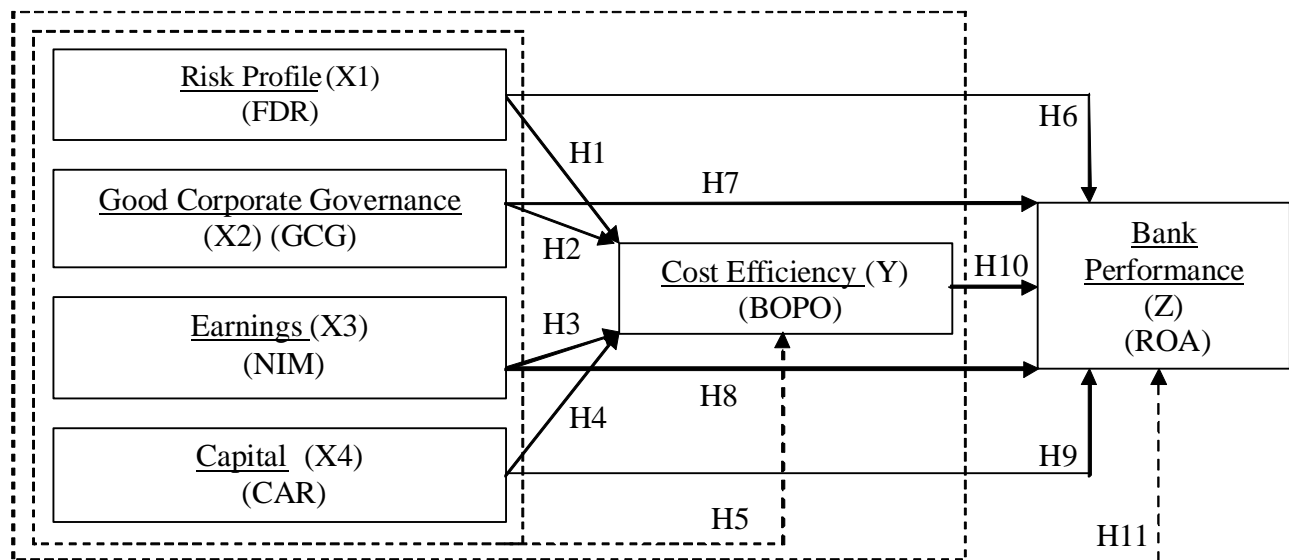 Risk Profile (X1)
(FDR)
H6
H1
Good Corporate Governance
(X2) (GCG)
H7
H2
Bank
Performance
(Z)
(ROA)
Cost Efficiency (Y)
(BOPO)
H10
Earnings (X3)
(NIM)
H3
H8
H4
Capital (X4)
(CAR)
H9
H5
H11